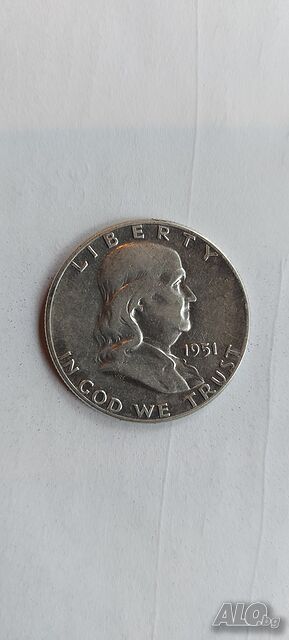 LIBERTY
1951
IN GOD WE TRUST
ALO.bg